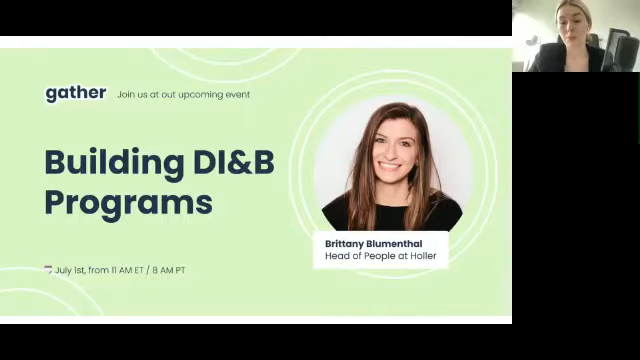 gather Join us at out upcoming event
Building DI&B
Programs
Brittany Blumenthal
Head of People at Holler
July 1st, from 11 AM ET / 8 AM PT